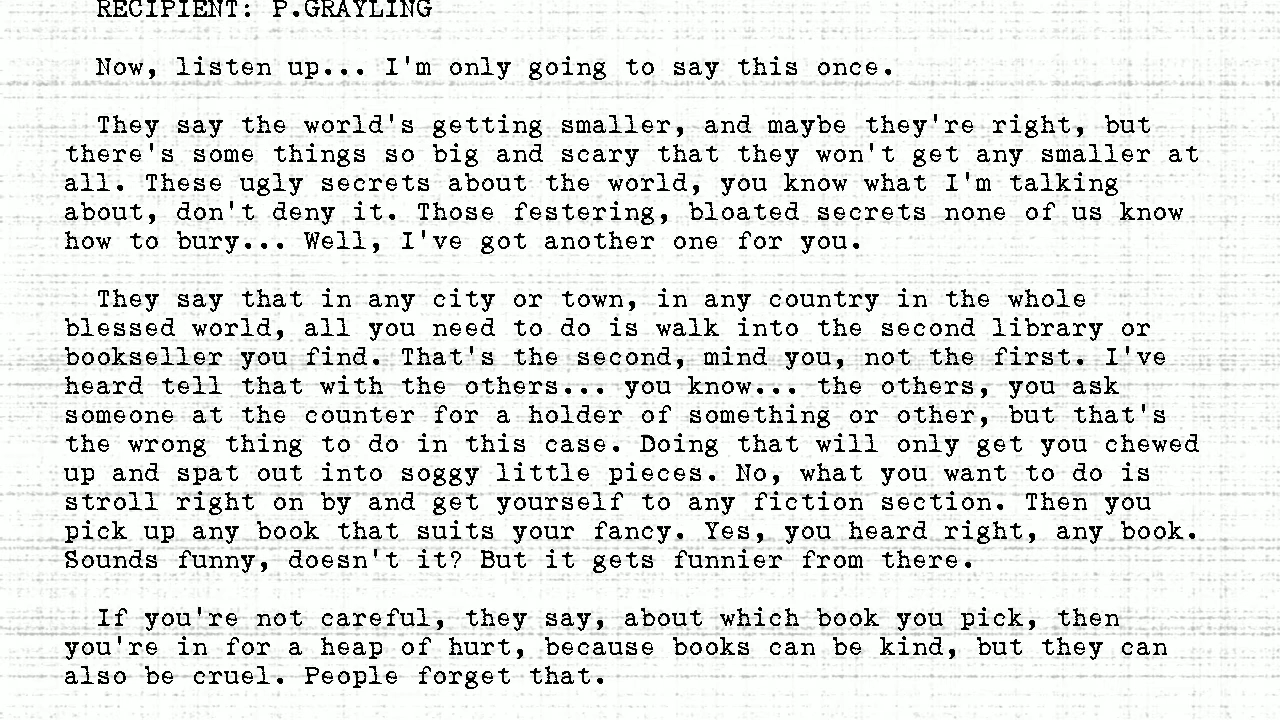 RECIPIENT: P.GRAYLING
Now, listen up... I'm only going to say this once.
They say the world's getting smaller, and maybe they're right, but
there's some things so big and scary that they won't get any smaller at
all. These ugly secrets about the world, you know what I'm talking
about, don't deny it. Those festering, bloated secrets none of us know
how to bury... Well, I've got another one for you.
They say that in any city or town, in any country in the whole
blessed world, all you need to do is walk into the second library or
bookseller you find. That's the second, mind you, not the first. I've
heard tell that with the others... you know... the others, you ask
someone at the counter for a holder of something or other, but that's
the wrong thing to do in this case. Doing that will only get you chewed
up and spat out into soggy little pieces. No, what you want to do is
stroll right on by and get yourself to any fiction section. Then you
pick up any book that suits your fancy. Yes, you heard right, any book.
Sounds funny, doesn't it? But it gets funnier from there.
If you're not careful, they say, about which book you pick, then
you're in for a heap of hurt, because books can be kind, but they can
also be cruel. People forget that.